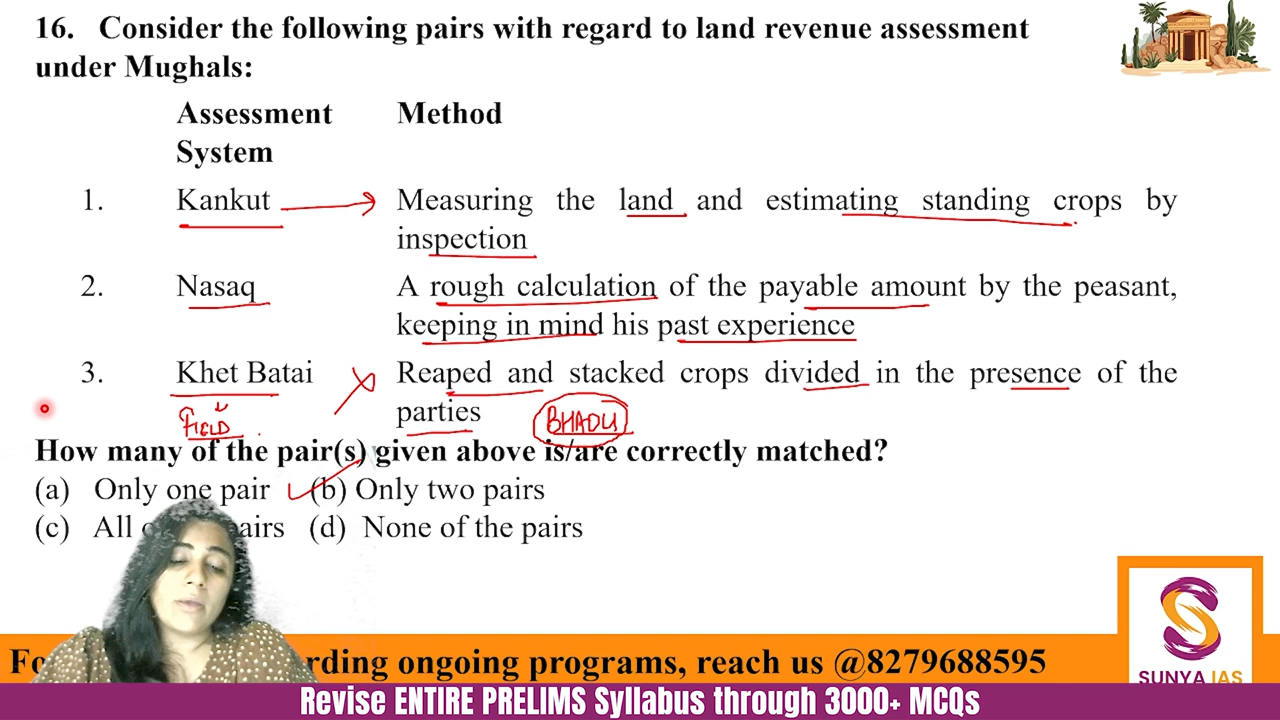 16. Consider the following pairs with regard to land revenue assessment
under Mughals:
Assessment Method
System
1. Kankut Measuring the land and estimating standing crops by
inspection
2. Nasaq A rough calculation of the payable amount by the peasant,
keeping in mind his past experience
3. Khet Batai Reaped and stacked crops divided in the presence of the
parties BHAOLI
FIELD
How many of the pair(s) given above is/are correctly matched?
(a) Only one pair (b) Only two pairs
(c) All airs (d) None of the pairs
rding ongoing programs, reach us @8279688595
SUNYA IAS
Revise ENTIRE PRELIMS Syllabus through 3000+ MCQs